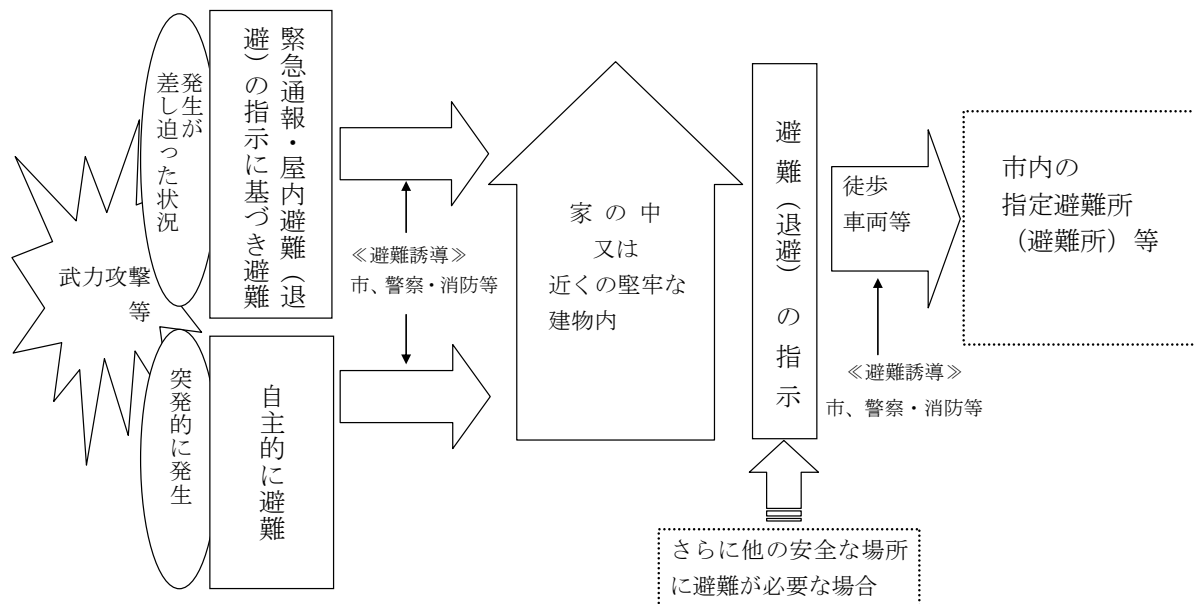 武力攻撃
等
発生が
差し迫った状況
緊急通報・屋内避難（退
避）の指示に基づき避難
突発的に発生
自主的に避難
≪避難誘導≫
市、警察・消防等
家の中
又は
近くの堅牢な
建物内
避難（退避）の指示
さらに他の安全な場所
に避難が必要な場合
徒歩
車両等
≪避難誘導≫
市、警察・消防等
市内の
指定避難所
（避難所）等